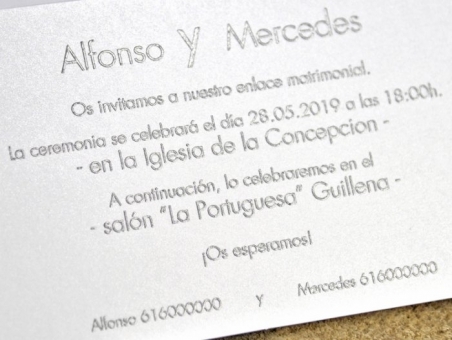 Alfonso y Mercedes
Os invitamos a nuestro enlace matrimonial.
La ceremonia se celebrará el día 28.05.2019 a las 18:00h.
- en la Iglesia de la Concepcion -
A continuación, lo celebraremos en el
- salón "La Portuguesa" Guillena -
¡Os esperamos!
Alfonso 616000000 y Mercedes 616000000